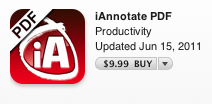 PDF
iA
iAnnotate PDF
Productivity
Updated Jun 15, 2011
$9.99 BUY